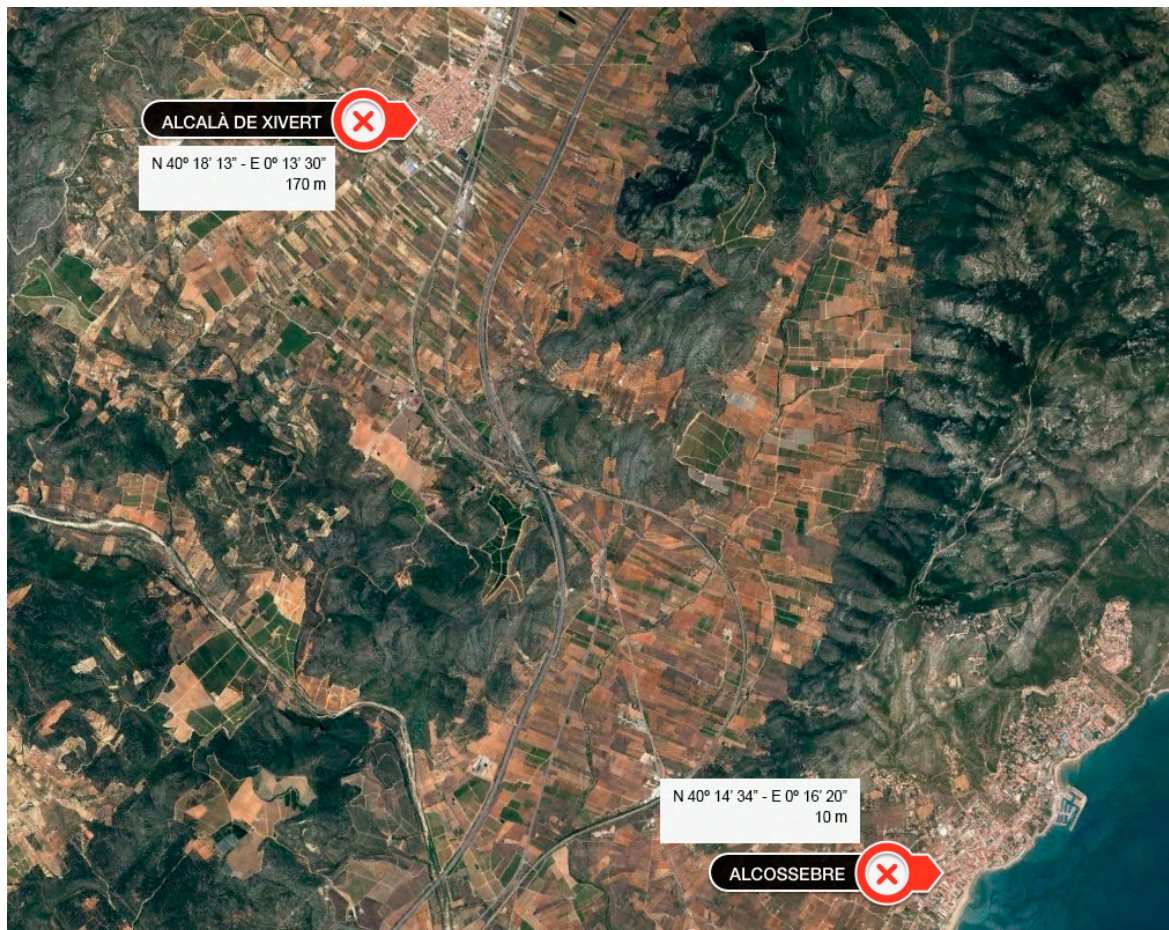 ALCALÀ DE XIVERT
N 40º 18’ 13” - E 0º 13’ 30”
170 m
N 40º 14’ 34” - E 0º 16’ 20”
10 m
ALCOSSEBRE